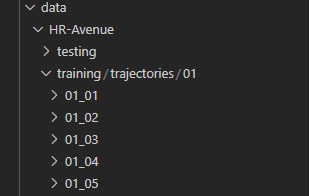 data
HR-Avenue
testing
training/trajectories/01
01_01
01_02
01_03
01_04
01_05